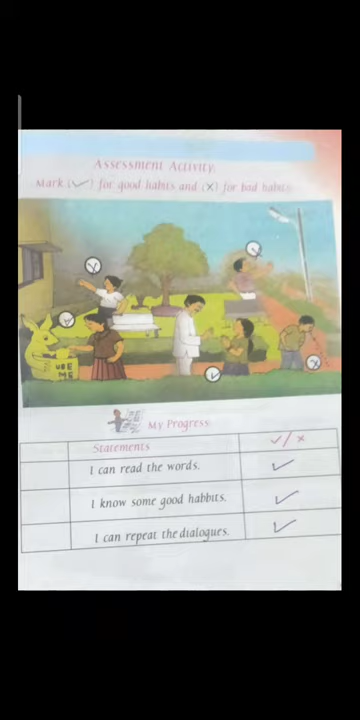 Assessment Activity.
Mark (✓) for good habits and (x) for bad habits.
USE
ME
My Progress
Statements ✓/x
I can read the words. ✓
I know some good habbits. ✓
I can repeat the dialogues. ✓